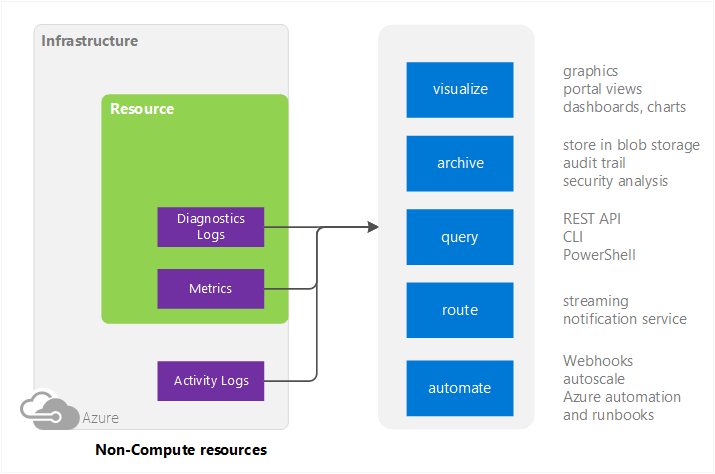 Infrastructure
Resource
Diagnostics
Logs
Metrics
Activity Logs
Azure
Non-Compute resources
visualize
graphics
portal views
dashboards, charts
archive
store in blob storage
audit trail
security analysis
query
REST API
CLI
PowerShell
route
streaming
notification service
automate
Webhooks
autoscale
Azure automation
and runbooks